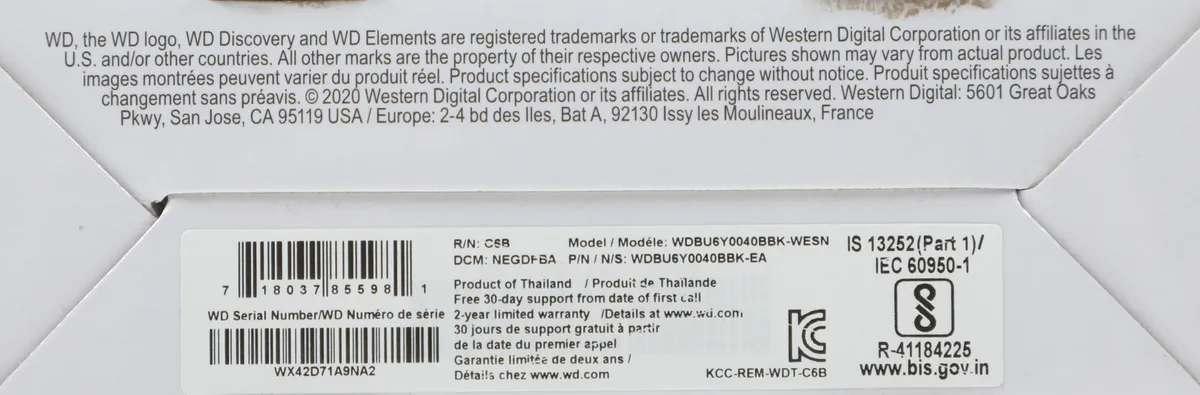 WD, the WD logo, WD Discovery and WD Elements are registered trademarks or trademarks of Western Digital Corporation or its affiliates in the
U.S. and/or other countries. All other marks are the property of their respective owners. Pictures shown may vary from actual product. Les
images montrées peuvent varier du produit réel. Product specifications subject to change without notice. Produit spécifications sujettes à
changement sans préavis. © 2020 Western Digital Corporation or its affiliates. All rights reserved. Western Digital: 5601 Great Oaks
Pkwy, San Jose, CA 95119 USA / Europe: 2-4 bd des Iles, Bat A, 92130 Issy les Moulineaux, France
7 18037 85598 1
WD Serial Number/WD Numéro de série
WX42D71A9NA2
R/N: C6B Model / Modéle: WDBU6Y0040BBK-WESN
DCM: NEGDFBA P/N / N/S: WDBU6Y0040BBK-EA
Product of Thailand / Produit de Thaïlande
Free 30-day support from date of first call
2-year limited warranty /Details at www.wd.com
30 jours de support gratuit à partir
de la date du premier appel
Garantie limitée de deux ans /
Détails chez www.wd.com
KCC-REM-WDT-C6B
IS 13252(Part 1)/
IEC 60950-1
R-41184225
www.bis.gov.in